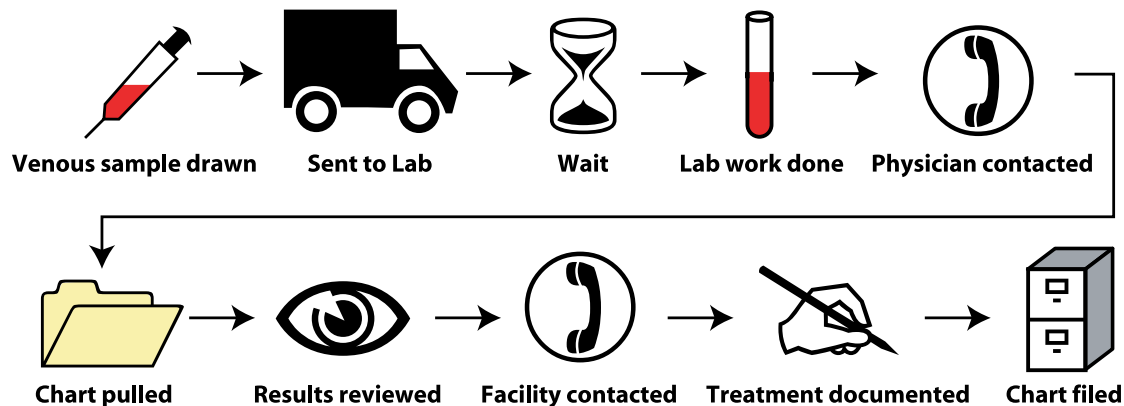 Venous sample drawn
Sent to Lab
Wait
Lab work done
Physician contacted
Chart pulled
Results reviewed
Facility contacted
Treatment documented
Chart filed